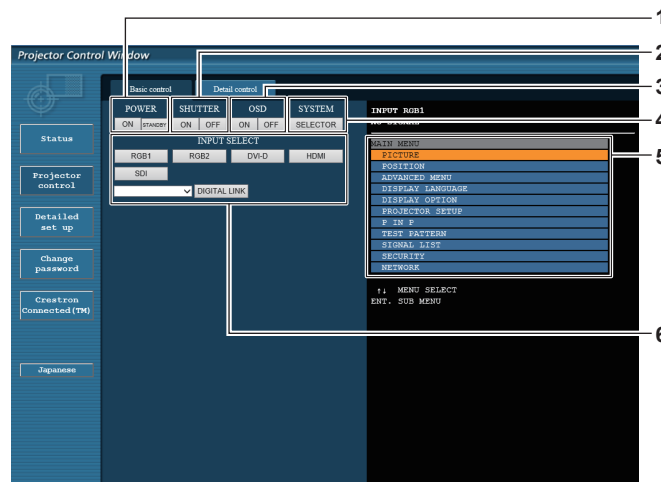 1
Projector Control Window
2
Basic control Detail control
3
POWER SHUTTER OSD SYSTEM
INPUT RGB1
4
ON STANDBY ON OFF ON OFF SELECTOR
INPUT SELECT
MAIN MENU
RGB1 RGB2 DVI-D HDMI
PICTURE
5
SDI
POSITION
ADVANCED MENU
DIGITAL LINK
DISPLAY LANGUAGE
DISPLAY OPTION
PROJECTOR SETUP
P IN P
TEST PATTERN
SIGNAL LIST
SECURITY
NETWORK
↑↓ MENU SELECT
ENT. SUB MENU
6
Status
Projector
control
Detailed
set up
Change
password
Crestron
Connected(TM)
Japanese